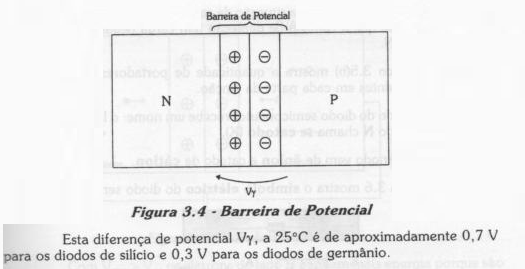 Barreira de Potencial
N
P
⊕ ⊖
⊕ ⊖
⊕ ⊖
⊕ ⊖
Vγ
Figura 3.4 - Barreira de Potencial
Esta diferença de potencial Vγ, a 25°C é de aproximadamente 0,7 V
para os diodos de silício e 0,3 V para os diodos de germânio.